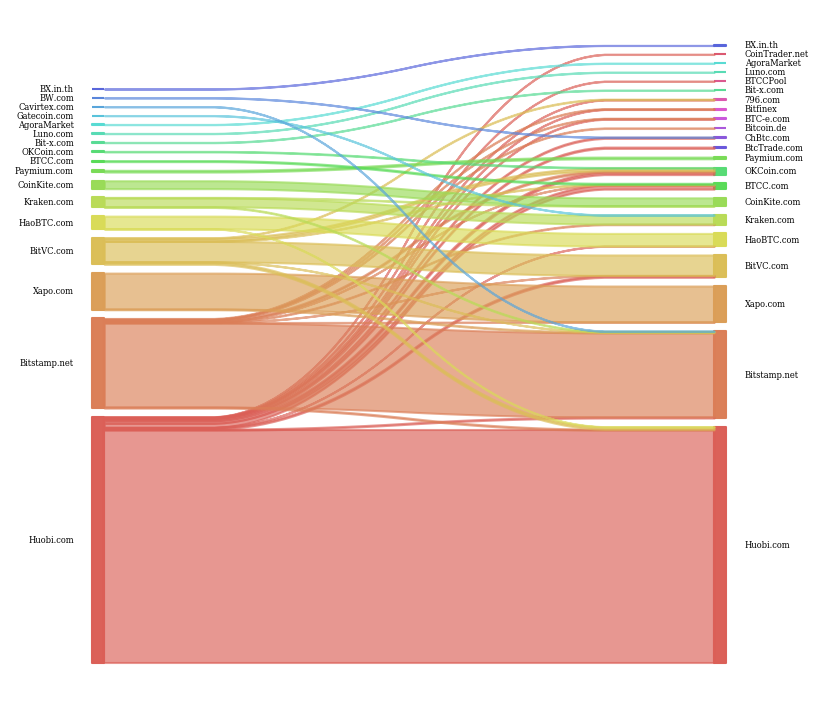 BX.in.th
BW.com
Cavirtex.com
Gatecoin.com
AgoraMarket
Luno.com
Bit-x.com
OKCoin.com
BTCC.com
Paymium.com
CoinKite.com
Kraken.com
HaoBTC.com
BitVC.com
Xapo.com
Bitstamp.net
Huobi.com
BX.in.th
CoinTrader.net
AgoraMarket
Luno.com
BTCCPool
Bit-x.com
796.com
Bitfinex
BTC-e.com
Bitcoin.de
ChBtc.com
BtcTrade.com
Paymium.com
OKCoin.com
BTCC.com
CoinKite.com
Kraken.com
HaoBTC.com
BitVC.com
Xapo.com
Bitstamp.net
Huobi.com